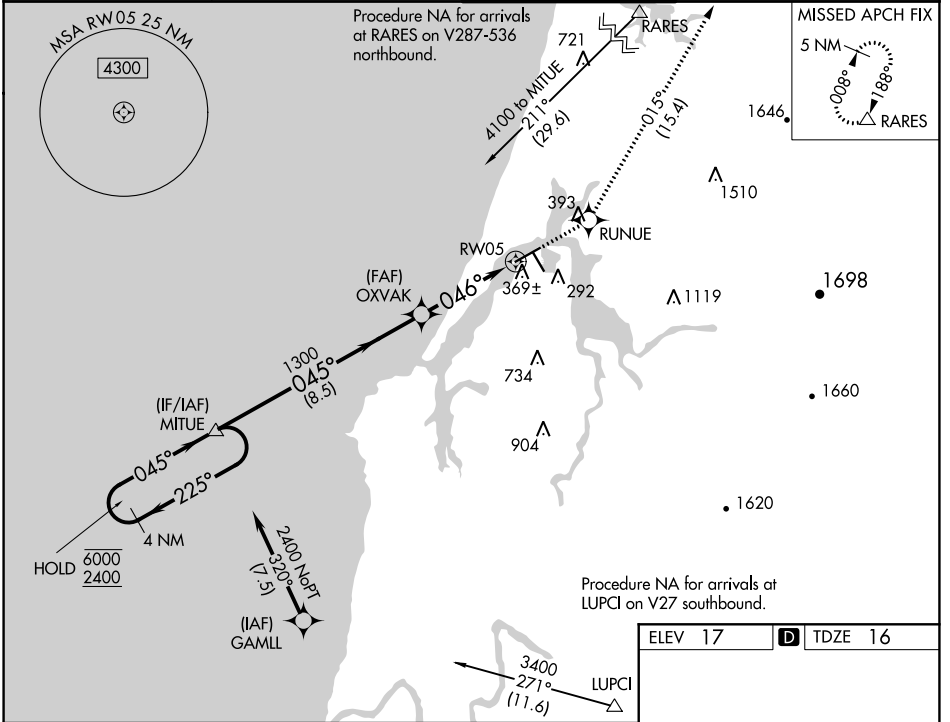 MSA RW05 25 NM
4300
Procedure NA for arrivals
at RARES on V287-536
northbound.
721
RARES
4100 to MITUE
211°
(29.6)
015°
(15.4)
MISSED APCH FIX
5 NM
008°
188°
RARES
1646
1510
393
RUNUE
RW05
369±
292
1119
1698
(FAF)
OXVAK
046°
1300
045°
(8.5)
734
1660
(IF/IAF)
MITUE
904
045°
225°
4 NM
HOLD
6000
2400
1620
2400 NoPT
320°
(7.5)
(IAF)
GAMLL
Procedure NA for arrivals at
LUPCI on V27 southbound.
3400
271°
(11.6)
LUPCI
ELEV 17 D TDZE 16